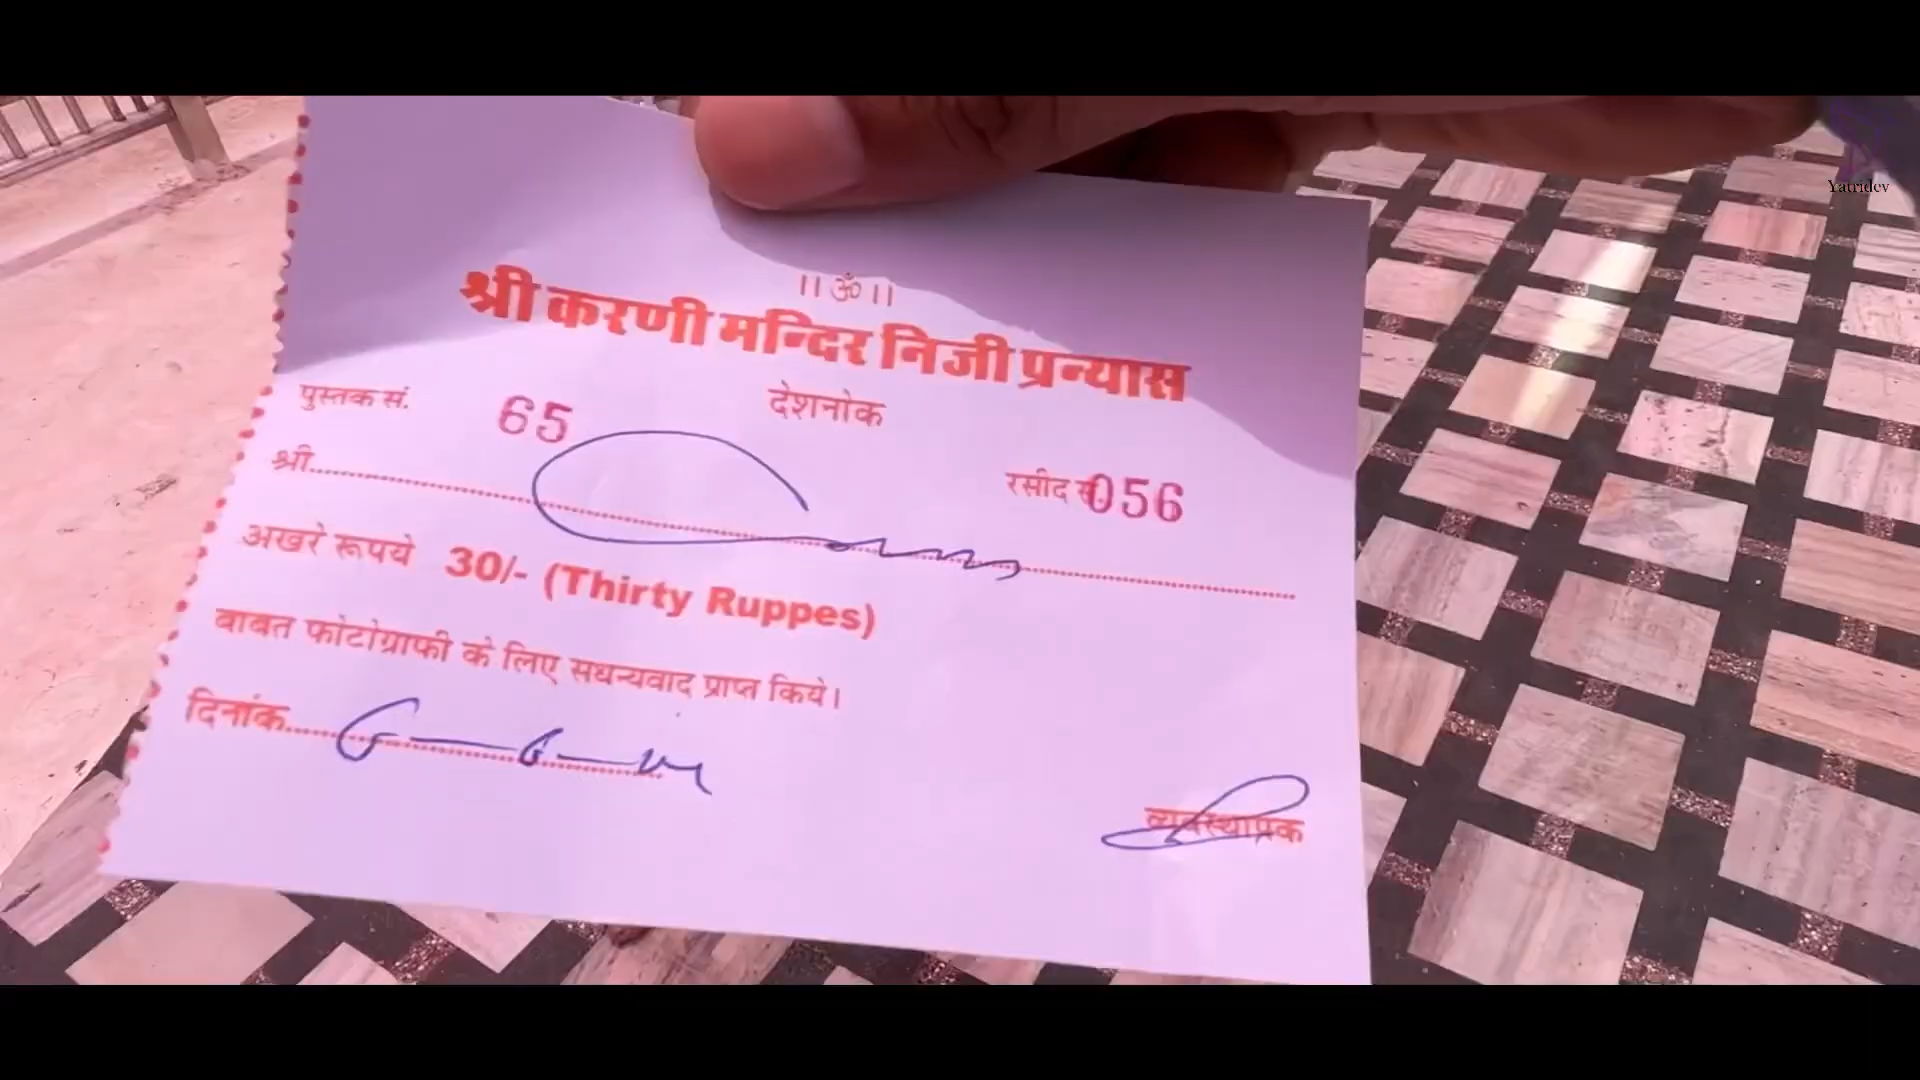 ।। ॐ ।।
श्री करणी मन्दिर निजी प्रन्यास
पुस्तक सं. 65 देशनोक
श्री रसीद सं. 056
अखरे रूपये 30/- (Thirty Ruppes)
बाबत फोटोग्राफी के लिए सधन्यवाद प्राप्त किये।
दिनांक
व्यवस्थापक
Yatridev